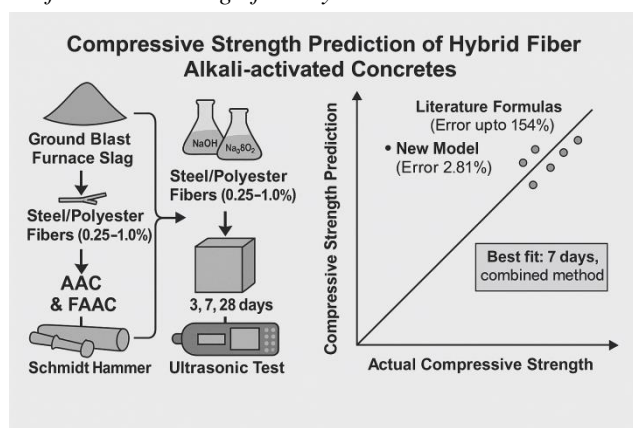 Compressive Strength Prediction of Hybrid Fiber
Alkali-activated Concretes
Ground Blast
Furnace Slag
Steel/Polyester
Fibers (0.25–1.0%)
AAC
& FAAC
Schmidt Hammer
NaOH
Na₃8O₂
Steel/Polyester
Fibers (0.25–1.0%)
3, 7, 28 days
Ultrasonic Test
Compressive Strength Prediction
Literature Formulas
(Error upto 154%)
• New Model
(Error 2.81%)
Best fit: 7 days,
combined method
Actual Compressive Strength